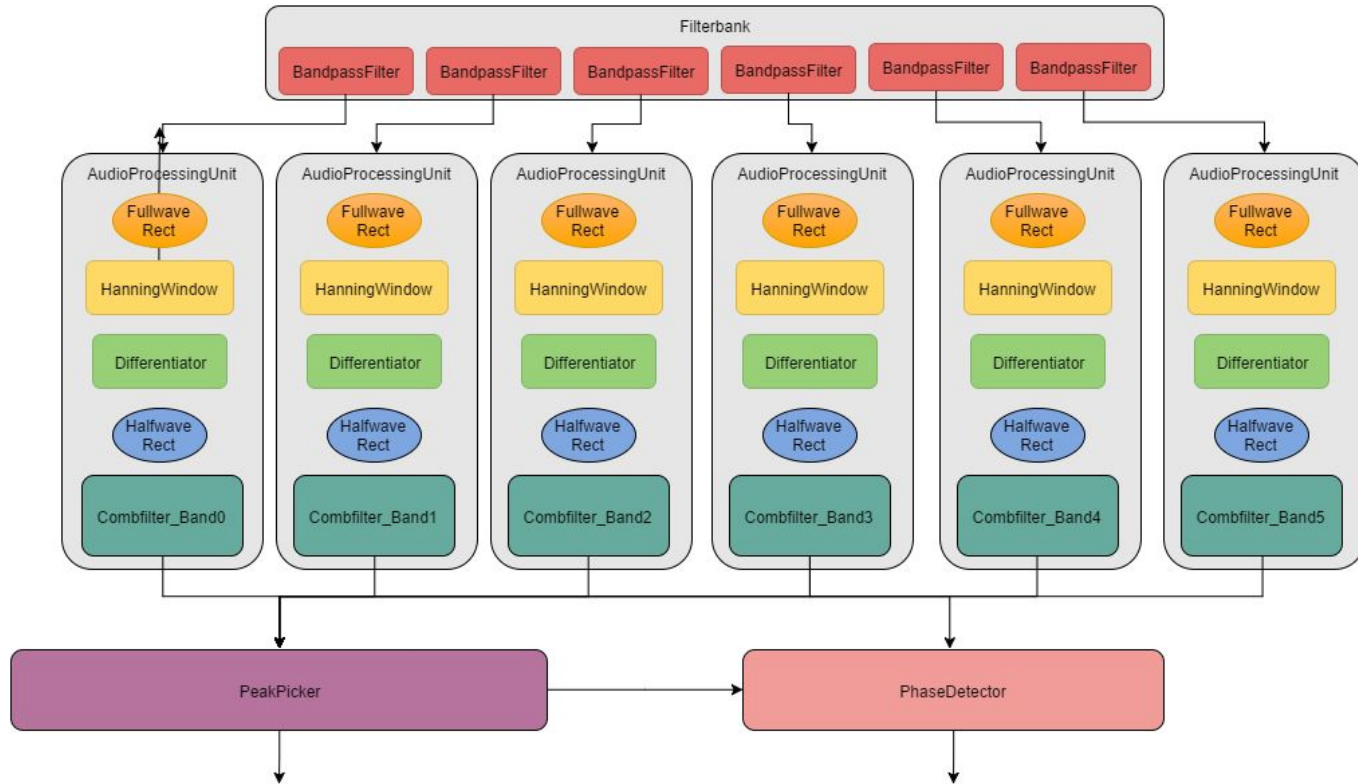 Filterbank
BandpassFilter BandpassFilter BandpassFilter BandpassFilter BandpassFilter BandpassFilter
AudioProcessingUnit AudioProcessingUnit AudioProcessingUnit AudioProcessingUnit AudioProcessingUnit AudioProcessingUnit
Fullwave Fullwave Fullwave Fullwave Fullwave Fullwave
Rect Rect Rect Rect Rect Rect
HanningWindow HanningWindow HanningWindow HanningWindow HanningWindow HanningWindow
Differentiator Differentiator Differentiator Differentiator Differentiator Differentiator
Halfwave Halfwave Halfwave Halfwave Halfwave Halfwave
Rect Rect Rect Rect Rect Rect
Combfilter_Band0 Combfilter_Band1 Combfilter_Band2 Combfilter_Band3 Combfilter_Band4 Combfilter_Band5
PeakPicker PhaseDetector